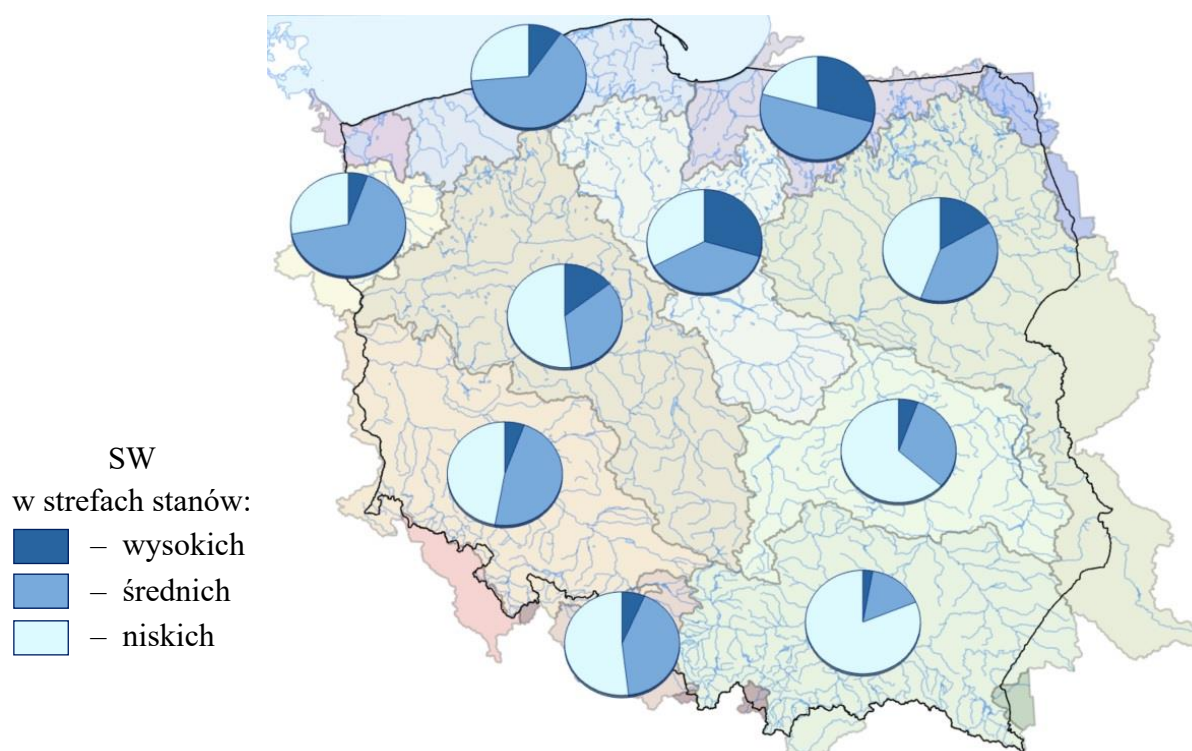 SW
w strefach stanów:
– wysokich
– średnich
– niskich